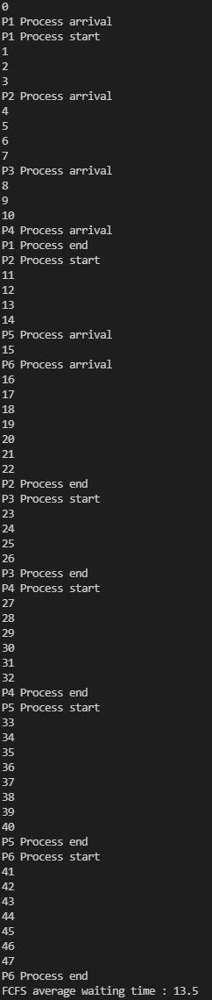 0
P1 Process arrival
P1 Process start
1
2
3
P2 Process arrival
4
5
6
7
P3 Process arrival
8
9
10
P4 Process arrival
P1 Process end
P2 Process start
11
12
13
14
P5 Process arrival
15
P6 Process arrival
16
17
18
19
20
21
22
P2 Process end
P3 Process start
23
24
25
26
P3 Process end
P4 Process start
27
28
29
30
31
32
P4 Process end
P5 Process start
33
34
35
36
37
38
39
40
P5 Process end
P6 Process start
41
42
43
44
45
46
47
P6 Process end
FCFS average waiting time : 13.5